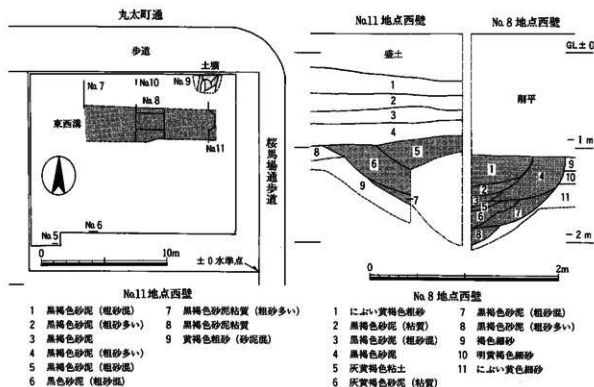 丸太町通
歩道
土壙
No.7
No.10
No.9
No.8
東西溝
No.11
桜馬場通歩道
No.5
No.6
±0水準点
0
10m
No.11 地点西壁
盛土
1
2
3
4
5
8
6
9
7
No.8 地点西壁
GL±0
削平
－1m
1
4
9
10
2
3
5
11
6
7
8
－2m
0
2m
No.11 地点西壁
1 黒褐色砂泥（粗砂混）
2 黒褐色砂泥（粗砂多い）
3 黒褐色砂泥
4 黒褐色砂泥（粗砂多い）
5 黒褐色砂泥（粗砂混）
6 黒色砂泥（粗砂混）
7 黒褐色砂泥粘質（粗砂多い）
8 黒褐色砂泥粘質
9 黄褐色粗砂（砂泥混）
No.8 地点西壁
1 にぶい黄褐色粗砂
2 黒褐色砂泥（粘質）
3 黒褐色砂泥（粗砂混）
4 黒褐色砂泥
5 灰黄褐色粘土
6 灰黄褐色砂泥（粘質）
7 黒褐色砂泥（粗砂混）
8 黒褐色砂泥（粗砂多い）
9 褐色細砂
10 明黄褐色細砂
11 にぶい黄色細砂